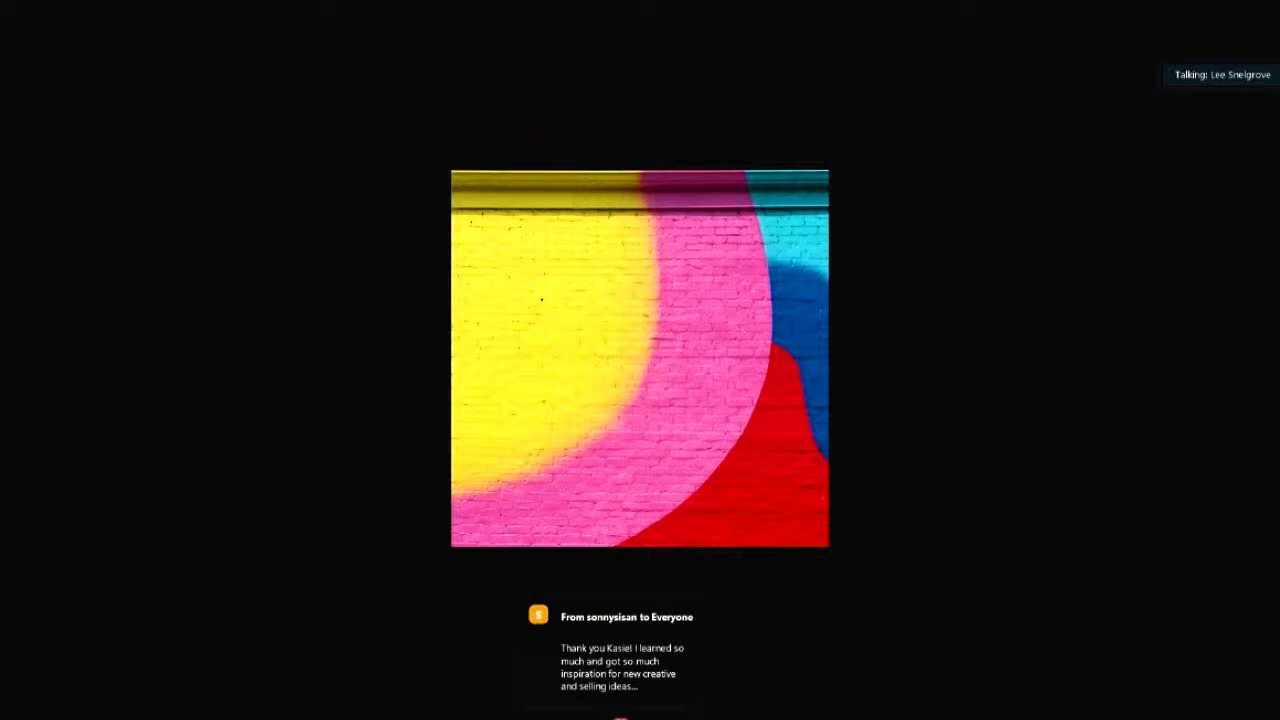 Talking: Lee Snelgrove
S
From sonnysisan to Everyone
Thank you Kasie! I learned so
much and got so much
inspiration for new creative
and selling ideas...